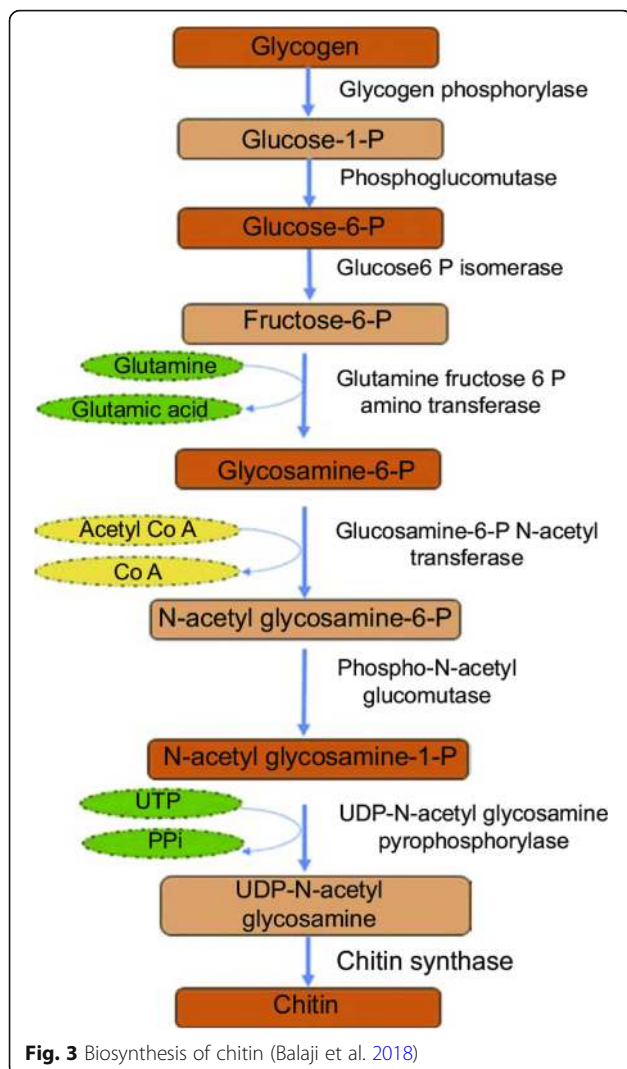 Glycogen
Glycogen phosphorylase
Glucose-1-P
Phosphoglucomutase
Glucose-6-P
Glucose6 P isomerase
Fructose-6-P
Glutamine
Glutamic acid
Glutamine fructose 6 P
amino transferase
Glycosamine-6-P
Acetyl Co A
Co A
Glucosamine-6-P N-acetyl
transferase
N-acetyl glycosamine-6-P
Phospho-N-acetyl
glucomutase
N-acetyl glycosamine-1-P
UTP
PPi
UDP-N-acetyl glycosamine
pyrophosphorylase
UDP-N-acetyl
glycosamine
Chitin synthase
Chitin
Fig. 3 Biosynthesis of chitin (Balaji et al. 2018)